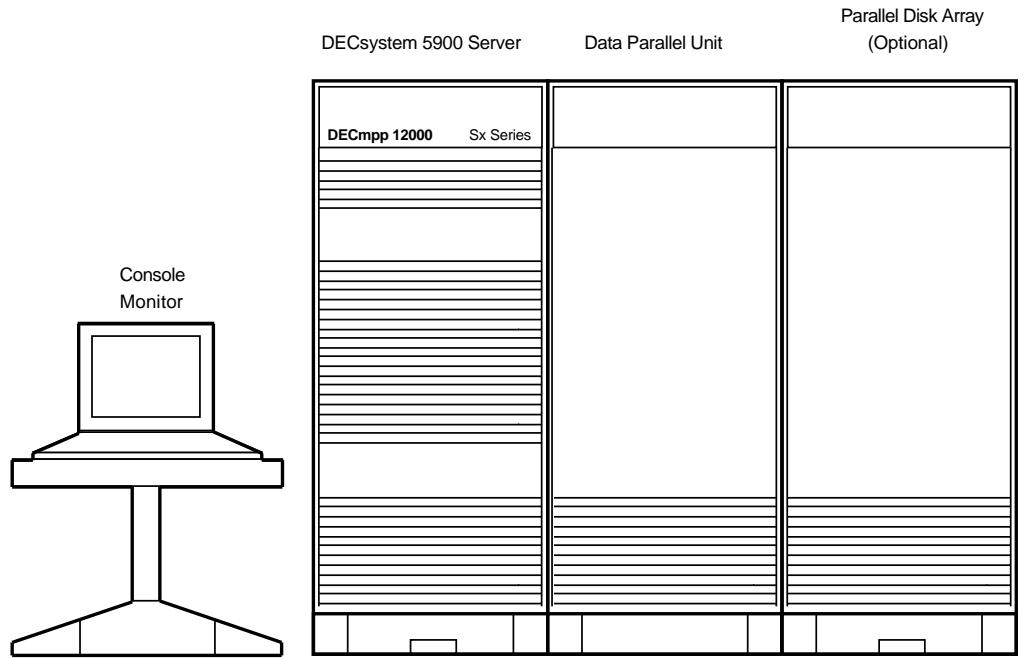 Parallel Disk Array
(Optional)
DECsystem 5900 Server
Data Parallel Unit
DECmpp 12000 Sx Series
Console
Monitor